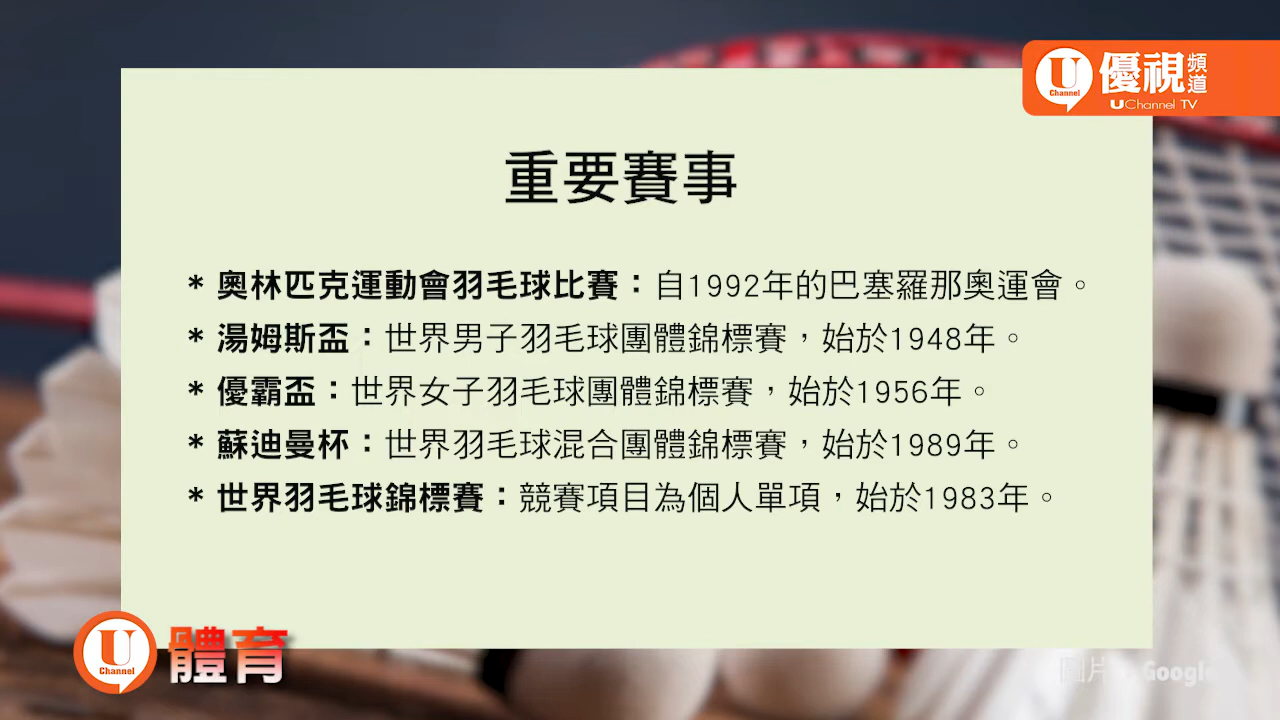 U
Channel
優視
頻道
UChannel TV
重要賽事
* 奧林匹克運動會羽毛球比賽：自1992年的巴塞羅那奧運會。
* 湯姆斯盃：世界男子羽毛球團體錦標賽，始於1948年。
* 優霸盃：世界女子羽毛球團體錦標賽，始於1956年。
* 蘇迪曼杯：世界羽毛球混合團體錦標賽，始於1989年。
* 世界羽毛球錦標賽：競賽項目為個人單項，始於1983年。
U
Channel
體育
圖片：Google